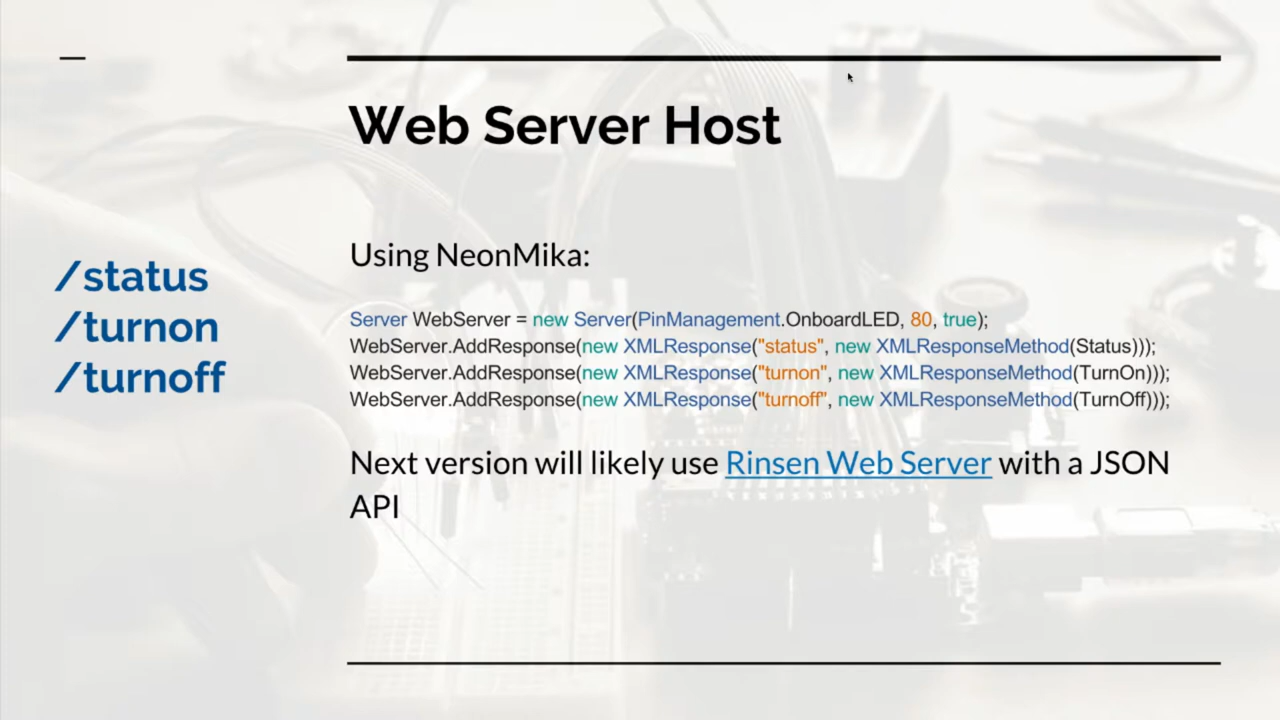 Web Server Host
/status
/turnon
/turnoff
Using NeonMika:
Server WebServer = new Server(PinManagement.OnboardLED, 80, true);
WebServer.AddResponse(new XMLResponse("status", new XMLResponseMethod(Status)));
WebServer.AddResponse(new XMLResponse("turnon", new XMLResponseMethod(TurnOn)));
WebServer.AddResponse(new XMLResponse("turnoff", new XMLResponseMethod(TurnOff)));
Next version will likely use Rinsen Web Server with a JSON
API